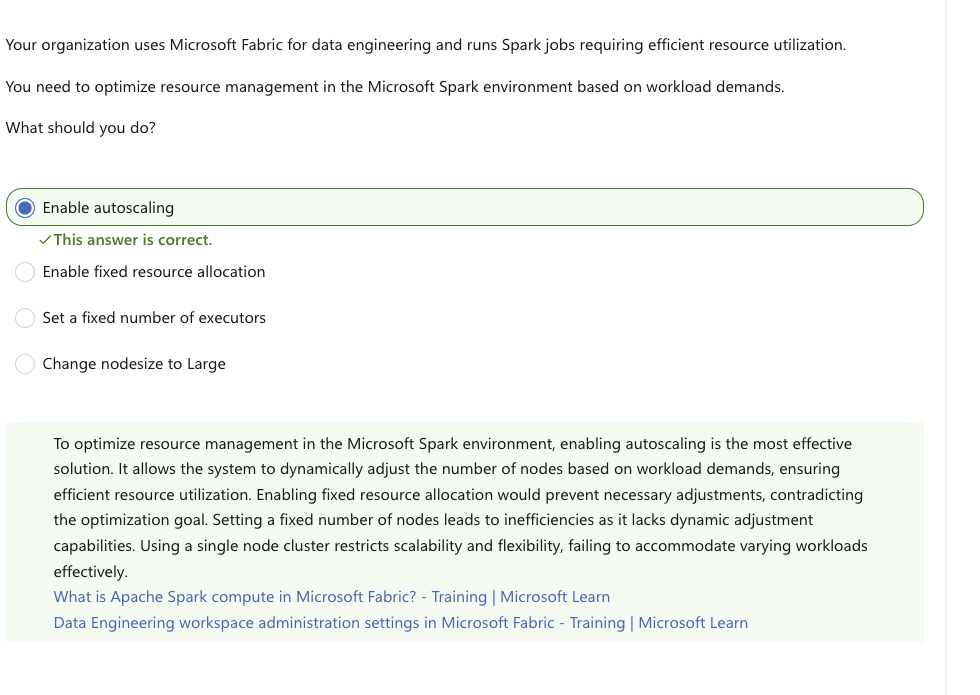 Your organization uses Microsoft Fabric for data engineering and runs Spark jobs requiring efficient resource utilization.
You need to optimize resource management in the Microsoft Spark environment based on workload demands.
What should you do?
Enable autoscaling
This answer is correct.
Enable fixed resource allocation
Set a fixed number of executors
Change nodesize to Large
To optimize resource management in the Microsoft Spark environment, enabling autoscaling is the most effective
solution. It allows the system to dynamically adjust the number of nodes based on workload demands, ensuring
efficient resource utilization. Enabling fixed resource allocation would prevent necessary adjustments, contradicting
the optimization goal. Setting a fixed number of nodes leads to inefficiencies as it lacks dynamic adjustment
capabilities. Using a single node cluster restricts scalability and flexibility, failing to accommodate varying workloads
effectively.
What is Apache Spark compute in Microsoft Fabric? - Training | Microsoft Learn
Data Engineering workspace administration settings in Microsoft Fabric - Training | Microsoft Learn